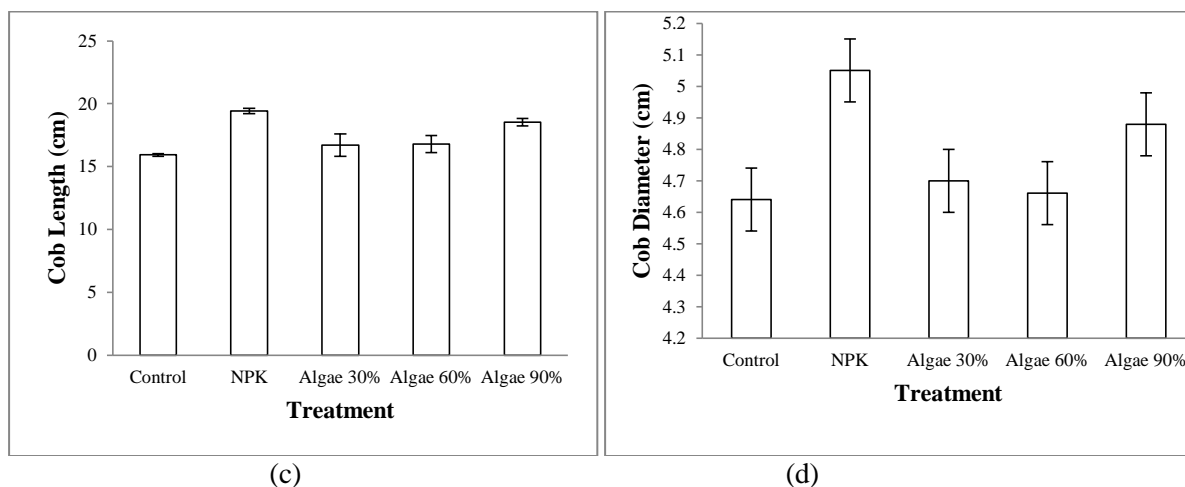 25
20
15
10
5
0
Cob Length (cm)
Control NPK Algae 30% Algae 60% Algae 90%
Treatment
(c)
5.2
5.1
5
4.9
4.8
4.7
4.6
4.5
4.4
4.3
4.2
Cob Diameter (cm)
Control NPK Algae 30% Algae 60% Algae 90%
Treatment
(d)